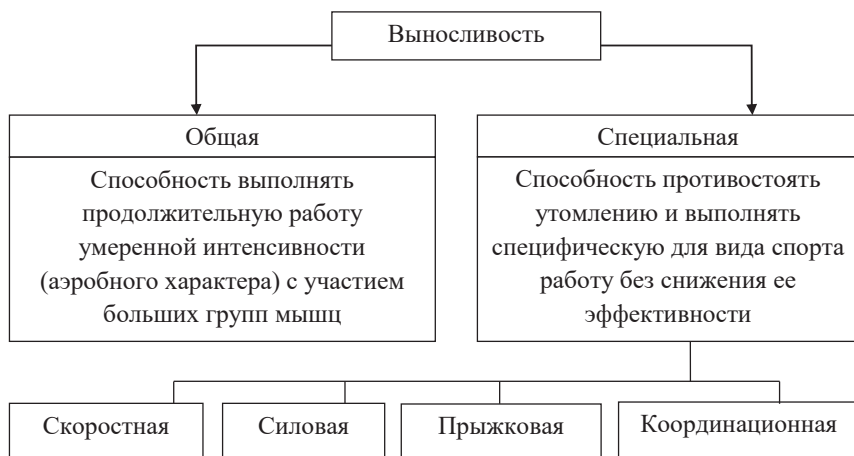 Выносливость
Общая
Способность выполнять
продолжительную работу
умеренной интенсивности
(аэробного характера) с участием
больших групп мышц
Специальная
Способность противостоять
утомлению и выполнять
специфическую для вида спорта
работу без снижения ее
эффективности
Скоростная
Силовая
Прыжковая
Координационная